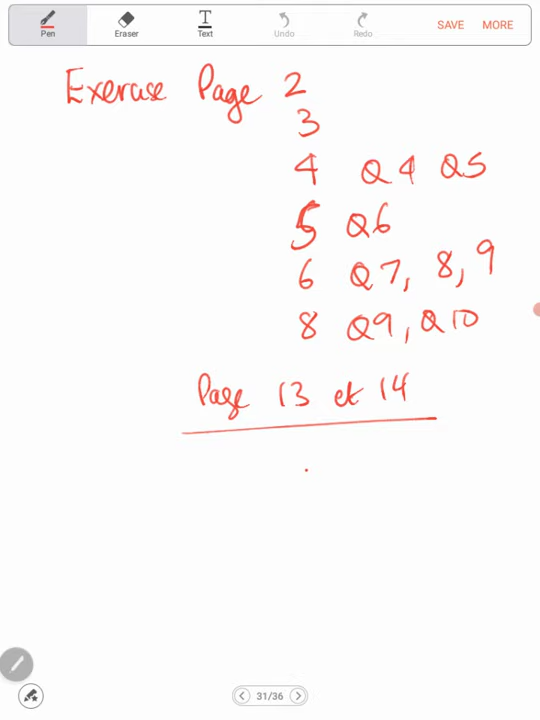 Pen Eraser Text Undo Redo SAVE MORE
Exercise Page 2
3
4 Q4 Q5
5 Q6
6 Q7, 8, 9
8 Q9, Q10
Page 13 et 14
31/36